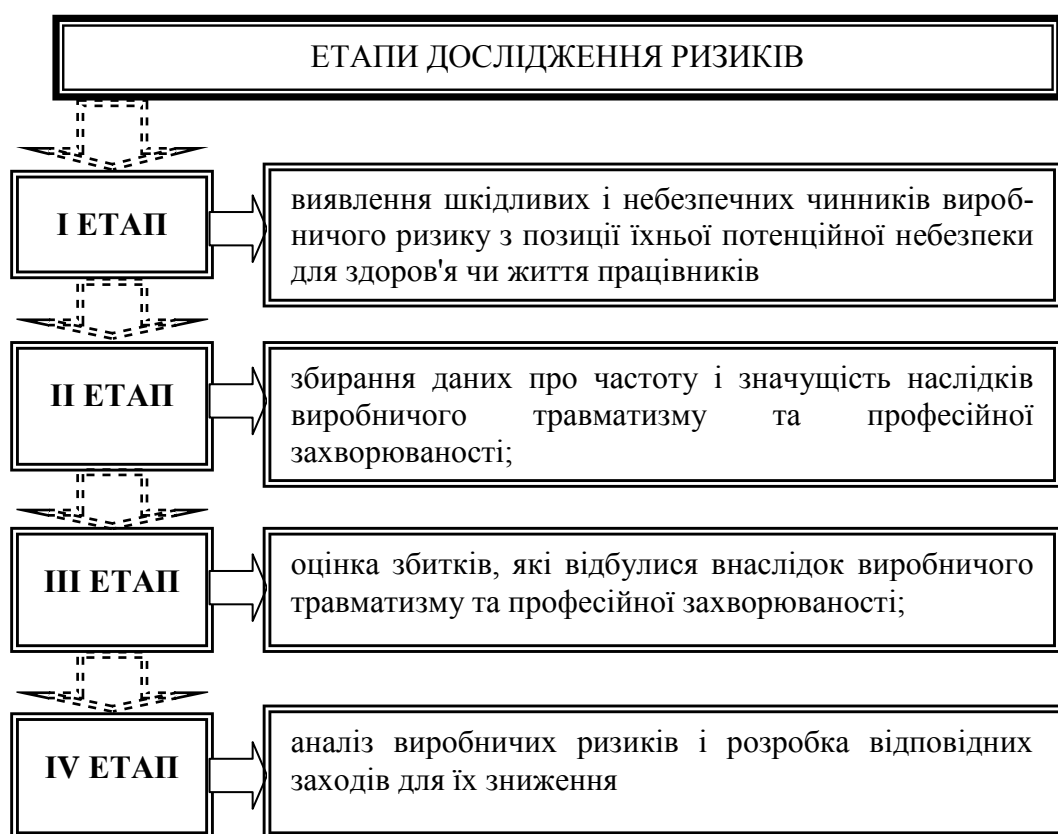 ЕТАПИ ДОСЛІДЖЕННЯ РИЗИКІВ
І ЕТАП
виявлення шкідливих і небезпечних чинників вироб-
ничого ризику з позиції їхньої потенційної небезпеки
для здоров'я чи життя працівників
ІІ ЕТАП
збирання даних про частоту і значущість наслідків
виробничого травматизму та професійної
захворюваності;
ІІІ ЕТАП
оцінка збитків, які відбулися внаслідок виробничого
травматизму та професійної захворюваності;
IV ЕТАП
аналіз виробничих ризиків і розробка відповідних
заходів для їх зниження